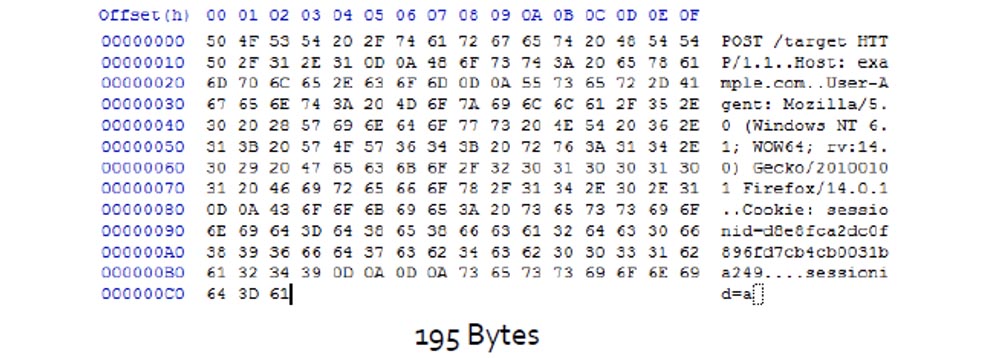 Offset(h) 00 01 02 03 04 05 06 07 08 09 0A 0B 0C 0D 0E 0F
00000000 50 4F 53 54 20 2F 74 61 72 67 65 74 20 48 54 54 POST /target HTT
00000010 50 2F 31 2E 31 0D 0A 48 6F 73 74 3A 20 65 78 61 P/1.1..Host: exa
00000020 6D 70 6C 65 2E 63 6F 6D 0D 0A 55 73 65 72 2D 41 mple.com..User-A
00000030 67 65 6E 74 3A 20 4D 6F 7A 69 6C 6C 61 2F 35 2E gent: Mozilla/5.
00000040 30 20 28 57 69 6E 64 6F 77 73 20 4E 54 20 36 2E 0 (Windows NT 6.
00000050 31 3B 20 57 4F 57 36 34 3B 20 72 76 3A 31 34 2E 1; WOW64; rv:14.
00000060 30 29 20 47 65 63 6B 6F 2F 32 30 31 30 30 31 30 0) Gecko/2010010
00000070 31 20 46 69 72 65 66 6F 78 2F 31 34 2E 30 2E 31 1 Firefox/14.0.1
00000080 0D 0A 43 6F 6F 6B 69 65 3A 20 73 65 73 73 69 6F ..Cookie: sessio
00000090 6E 69 64 3D 64 38 65 38 66 63 61 32 64 63 30 66 nid=d8e8fca2dc0f
000000A0 38 39 36 66 64 37 63 62 34 63 62 30 30 33 31 62 896fd7cb4cb0031b
000000B0 61 32 34 39 0D 0A 0D 0A 73 65 73 73 69 6F 6E 69 a249....sessioni
000000C0 64 3D 61 d=a
195 Bytes